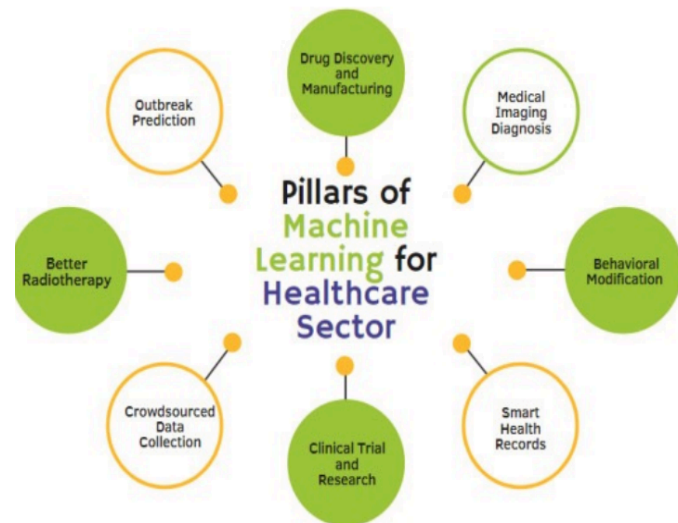 Drug Discovery
and
Manufacturing
Outbreak
Prediction
Medical
Imaging
Diagnosis
Pillars of
Machine
Learning for
Healthcare
Sector
Better
Radiotherapy
Behavioral
Modification
Crowdsourced
Data
Collection
Clinical Trial
and
Research
Smart
Health
Records